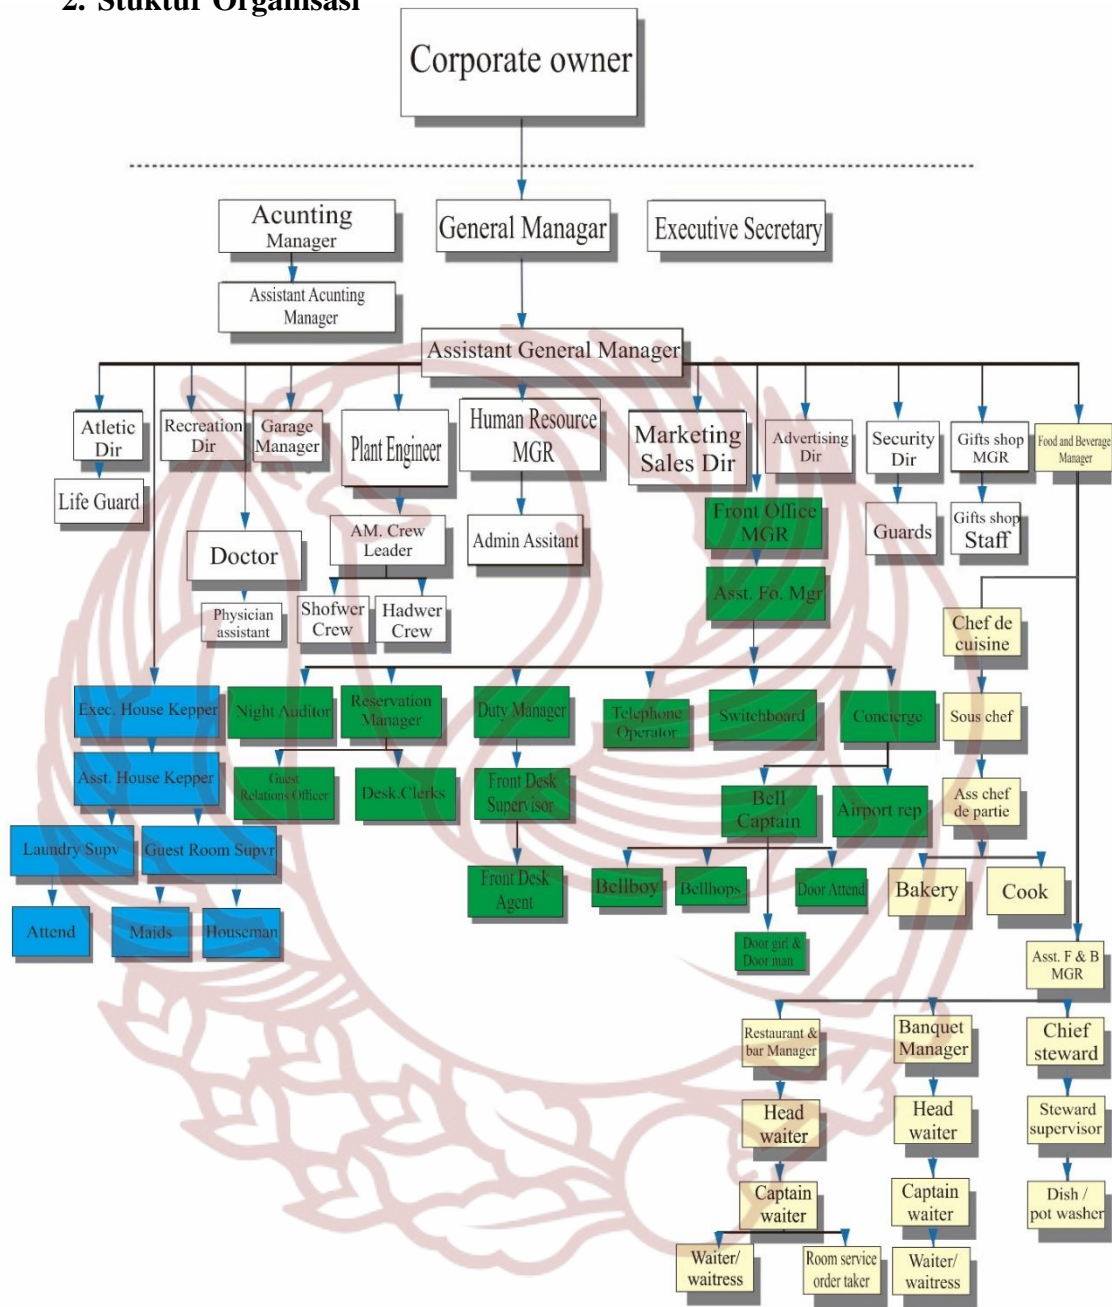 2. Stuktur Organisasi
Corporate owner
Acunting
Manager
General Managar
Executive Secretary
Assistant Acunting
Manager
Assistant General Manager
Atletic
Dir
Recreation
Dir
Garage
Manager
Plant Engineer
Human Resource
MGR
Marketing
Sales Dir
Advertising
Dir
Security
Dir
Gifts shop
MGR
Food and Beverage
Manager
Life Guard
Doctor
AM. Crew
Leader
Admin Assitant
Front Office
MGR
Guards
Gifts shop
Staff
Physician
assistant
Shofwer
Crew
Hadwer
Crew
Asst. Fo. Mgr
Chef de
cuisine
Exec. House Kepper
Night Auditor
Reservation
Manager
Duty Manager
Telephone
Operator
Switchboard
Concierge
Sous chef
Asst. House Kepper
Guest
Relations Officer
Desk.Clerks
Front Desk
Supervisor
Bell
Captain
Airport rep
Ass chef
de partie
Laundry Supv
Guest Room Supvr
Front Desk
Agent
Bellboy
Bellhops
Door Attend
Bakery
Cook
Attend
Maids
Houseman
Door girl &
Door man
Asst. F & B
MGR
Restaurant &
bar Manager
Banquet
Manager
Chief
steward
Head
waiter
Head
waiter
Steward
supervisor
Captain
waiter
Captain
waiter
Dish /
pot washer
Waiter/
waitress
Room service
order taker
Waiter/
waitress